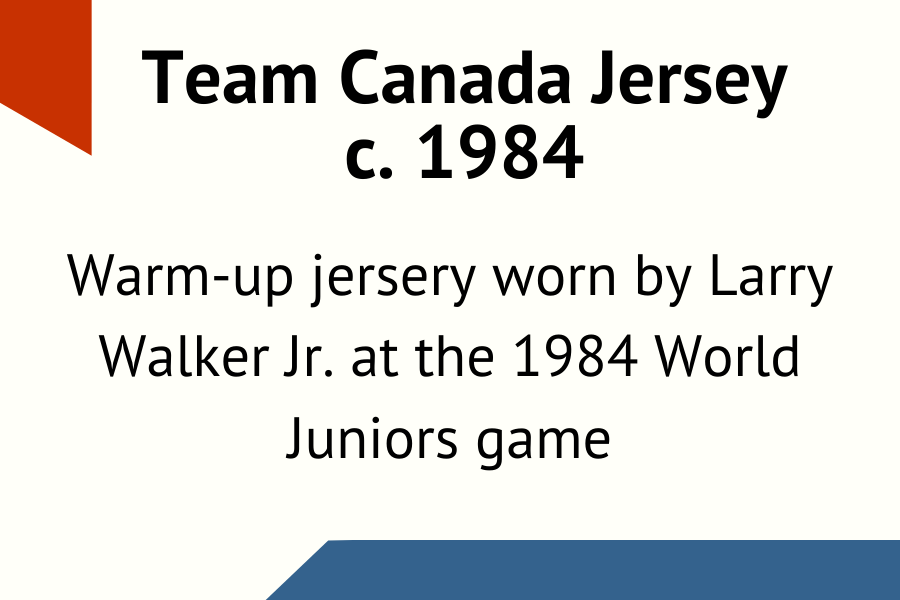 Team Canada Jersey
c. 1984
Warm-up jersery worn by Larry
Walker Jr. at the 1984 World
Juniors game